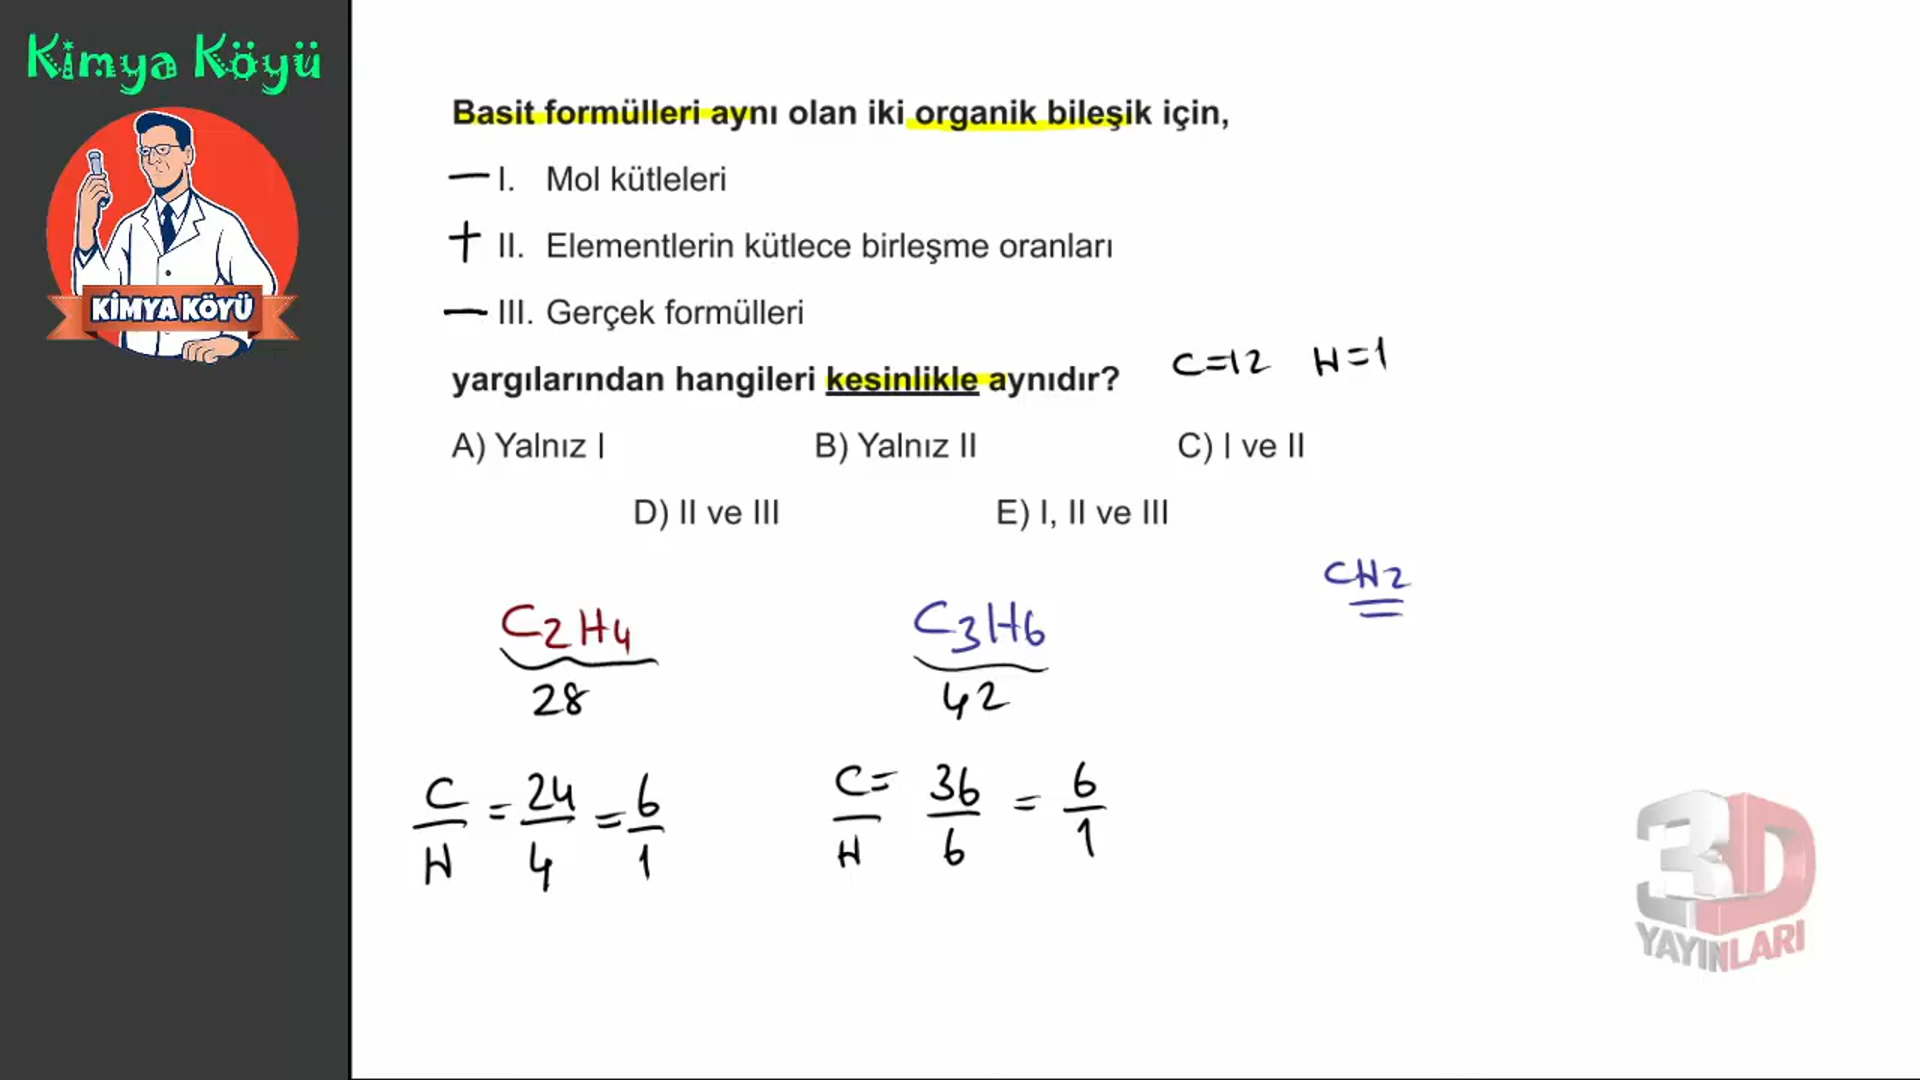 Kimya Köyü
KİMYA KÖYÜ
Basit formülleri aynı olan iki organik bileşik için,
— I. Mol kütleleri
+ II. Elementlerin kütlece birleşme oranları
— III. Gerçek formülleri
yargılarından hangileri kesinlikle aynıdır?
C=12 H=1
A) Yalnız I B) Yalnız II C) I ve II
D) II ve III E) I, II ve III
CH2
C2H4 C3H6
28 42
C/H = 24/4 = 6/1 C=/H 36/6 = 6/1
3D
YAYINLARI